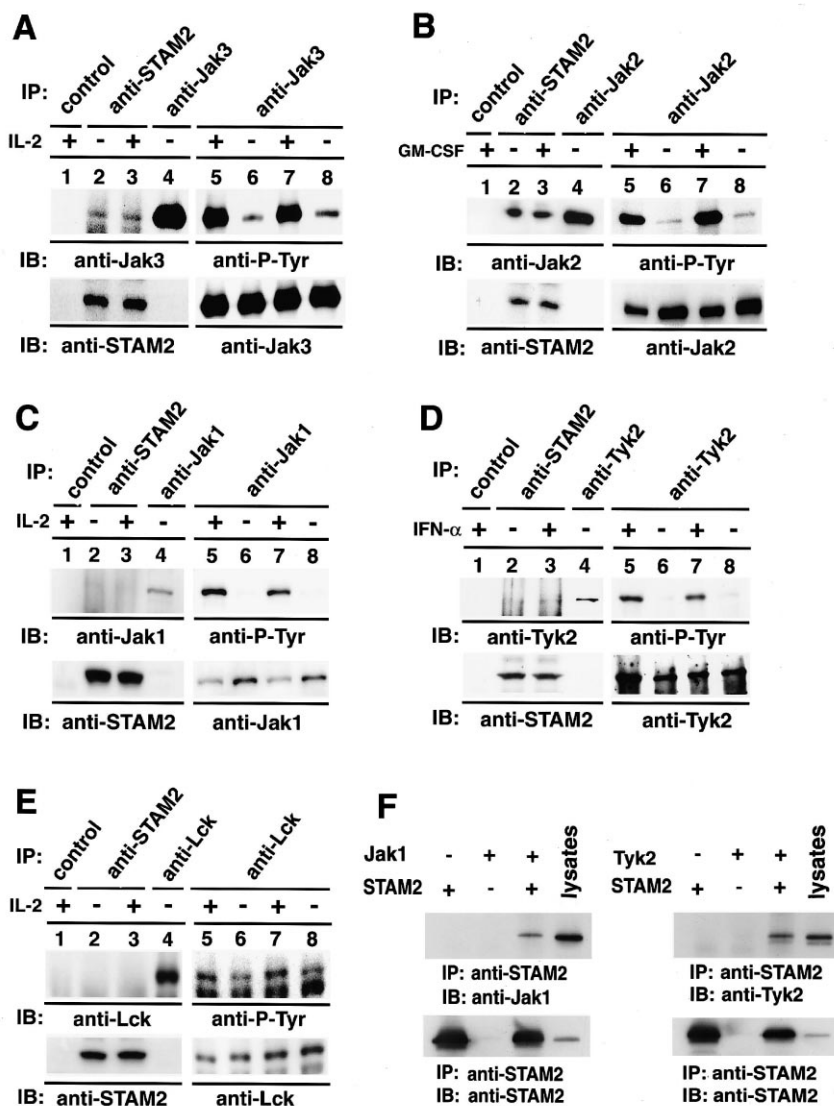 A
IP: control anti-STAM2 anti-Jak3 anti-Jak3
IL-2 + - + - + - + -
1 2 3 4 5 6 7 8
IB: anti-Jak3 anti-P-Tyr
IB: anti-STAM2 anti-Jak3
B
IP: control anti-STAM2 anti-Jak2 anti-Jak2
GM-CSF + - + - + - + -
1 2 3 4 5 6 7 8
IB: anti-Jak2 anti-P-Tyr
IB: anti-STAM2 anti-Jak2
C
IP: control anti-STAM2 anti-Jak1 anti-Jak1
IL-2 + - + - + - + -
1 2 3 4 5 6 7 8
IB: anti-Jak1 anti-P-Tyr
IB: anti-STAM2 anti-Jak1
D
IP: control anti-STAM2 anti-Tyk2 anti-Tyk2
IFN-α + - + - + - + -
1 2 3 4 5 6 7 8
IB: anti-Tyk2 anti-P-Tyr
IB: anti-STAM2 anti-Tyk2
E
IP: control anti-STAM2 anti-Lck anti-Lck
IL-2 + - + - + - + -
1 2 3 4 5 6 7 8
IB: anti-Lck anti-P-Tyr
IB: anti-STAM2 anti-Lck
F
Jak1 - + + lysates
STAM2 + - +
IP: anti-STAM2
IB: anti-Jak1
IP: anti-STAM2
IB: anti-STAM2
Tyk2 - + + lysates
STAM2 + - +
IP: anti-STAM2
IB: anti-Tyk2
IP: anti-STAM2
IB: anti-STAM2